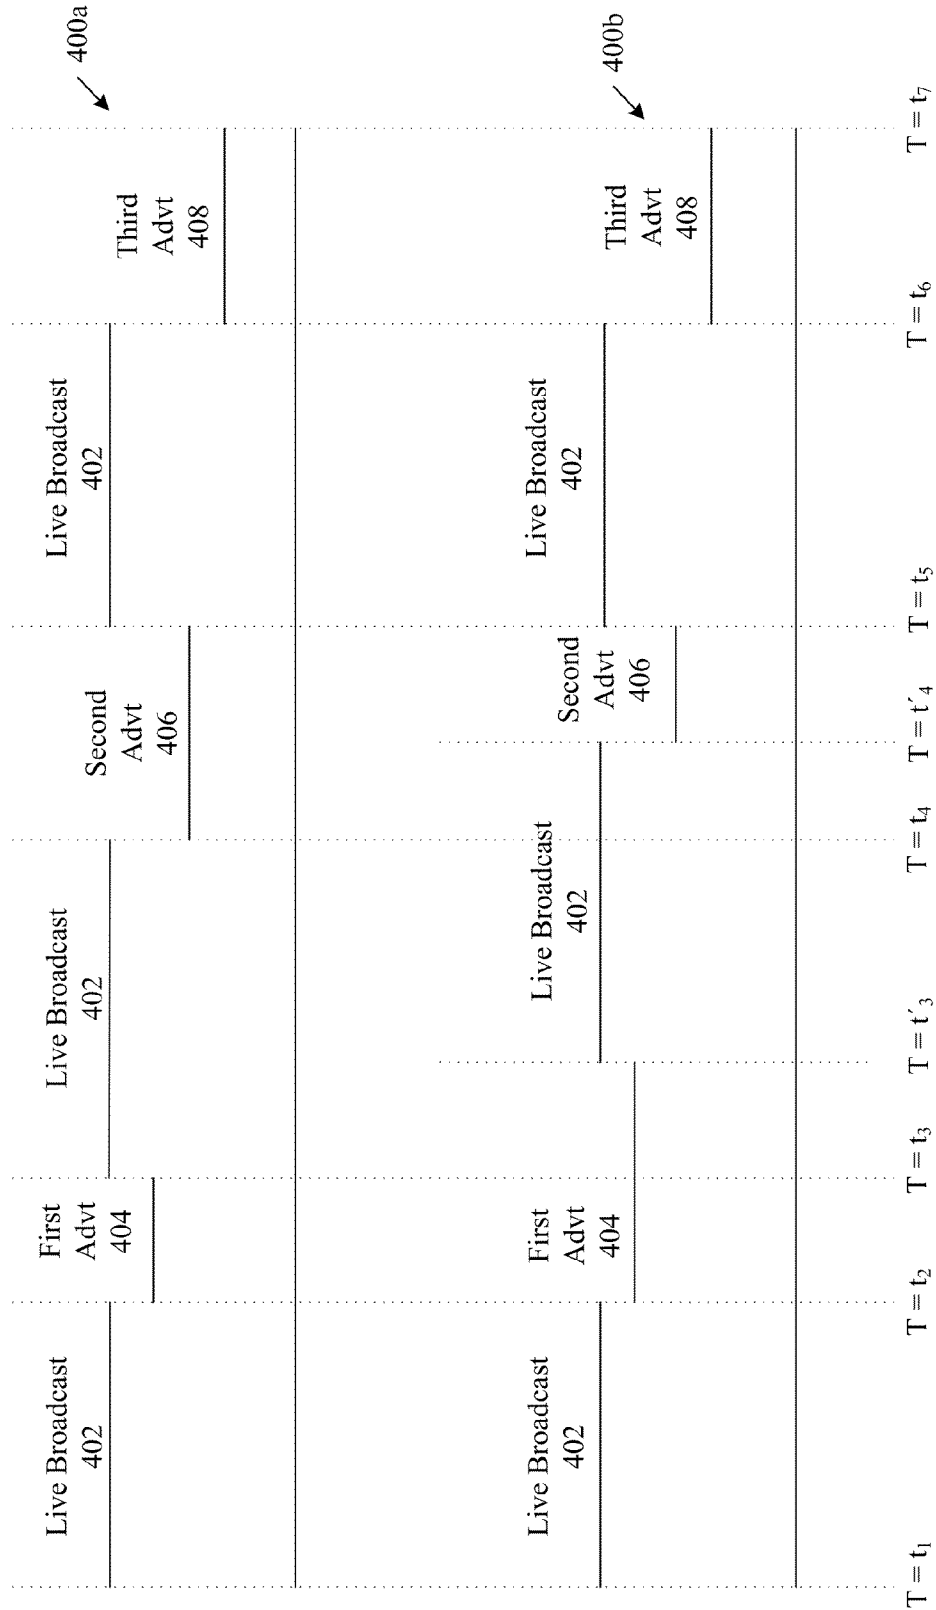 400a
Live Broadcast
402
First
Advt
404
Live Broadcast
402
Second
Advt
406
Live Broadcast
402
Third
Advt
408
400b
Live Broadcast
402
First
Advt
404
Live Broadcast
402
Second
Advt
406
Live Broadcast
402
Third
Advt
408
T = t₁
T = t₂
T = t₃
T = t′₃
T = t₄
T = t′₄
T = t₅
T = t₆
T = t₇